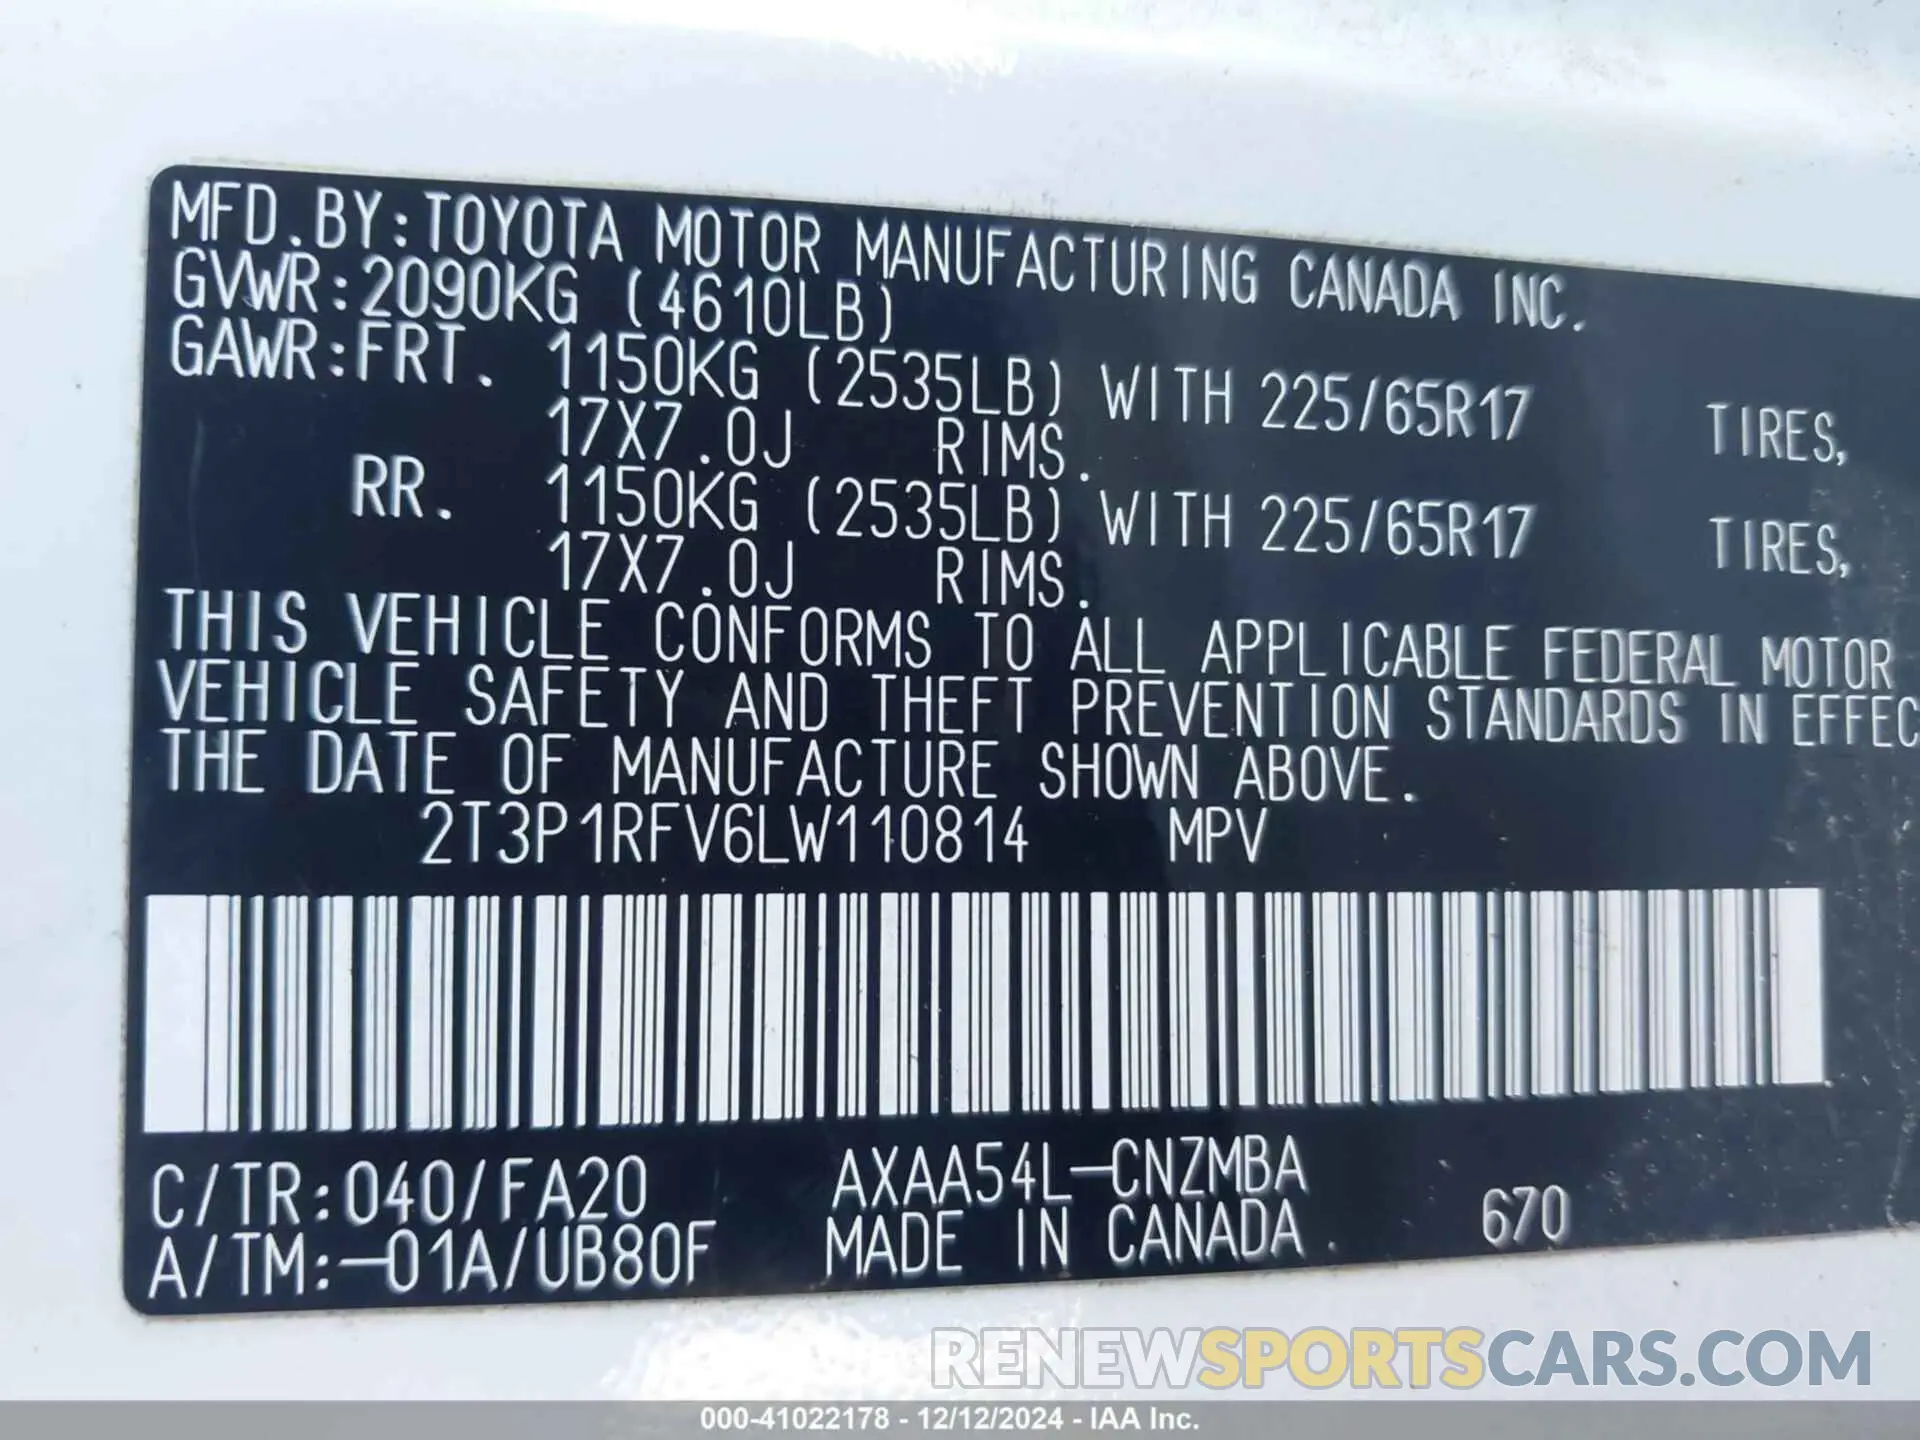 MFD.BY:TOYOTA MOTOR MANUFACTURING CANADA INC.
GVWR:2090KG (4610LB)
GAWR:FRT. 1150KG (2535LB) WITH 225/65R17 TIRES,
17X7.0J RIMS.
RR. 1150KG (2535LB) WITH 225/65R17 TIRES,
17X7.0J RIMS.
THIS VEHICLE CONFORMS TO ALL APPLICABLE FEDERAL MOTOR
VEHICLE SAFETY AND THEFT PREVENTION STANDARDS IN EFFEC
THE DATE OF MANUFACTURE SHOWN ABOVE.
2T3P1RFV6LW110814 MPV
C/TR:040/FA20 AXAA54L-CNZMBA
A/TM:-01A/UB80F MADE IN CANADA. 670
RENEWSPORTSCARS.COM
000-41022178 - 12/12/2024 - IAA Inc.